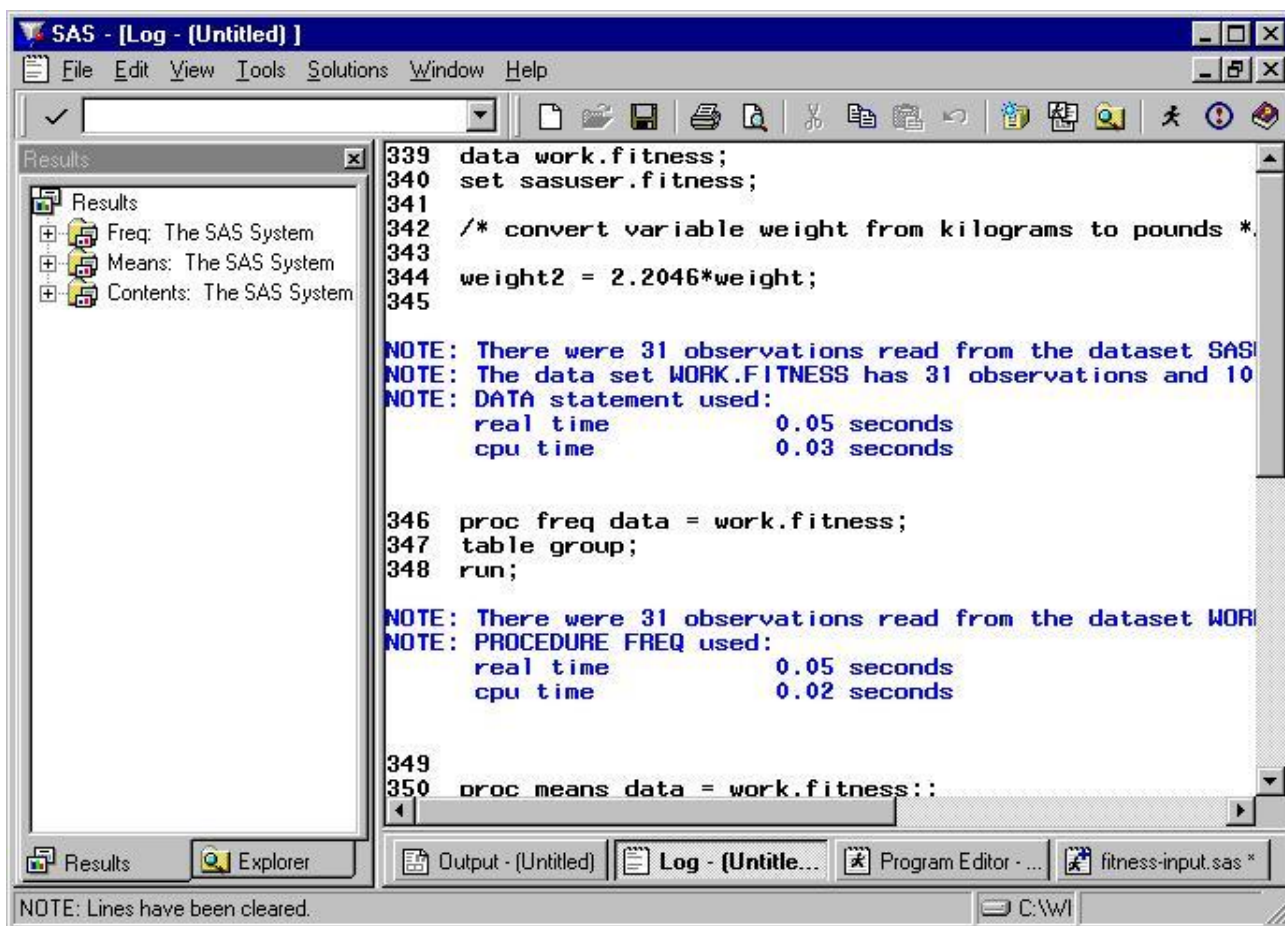 SAS - [Log - (Untitled) ]
File Edit View Tools Solutions Window Help
Results
Results
Freq: The SAS System
Means: The SAS System
Contents: The SAS System
339 data work.fitness;
340 set sasuser.fitness;
341
342 /* convert variable weight from kilograms to pounds *
343
344 weight2 = 2.2046*weight;
345
NOTE: There were 31 observations read from the dataset SAS
NOTE: The data set WORK.FITNESS has 31 observations and 10
NOTE: DATA statement used:
real time 0.05 seconds
cpu time 0.03 seconds
346 proc freq data = work.fitness;
347 table group;
348 run;
NOTE: There were 31 observations read from the dataset WOR
NOTE: PROCEDURE FREQ used:
real time 0.05 seconds
cpu time 0.02 seconds
349
350 proc means data = work.fitness;;
Results Explorer Output - (Untitled) Log - (Untitle... Program Editor - ... fitness-input.sas *
NOTE: Lines have been cleared. C:\WI